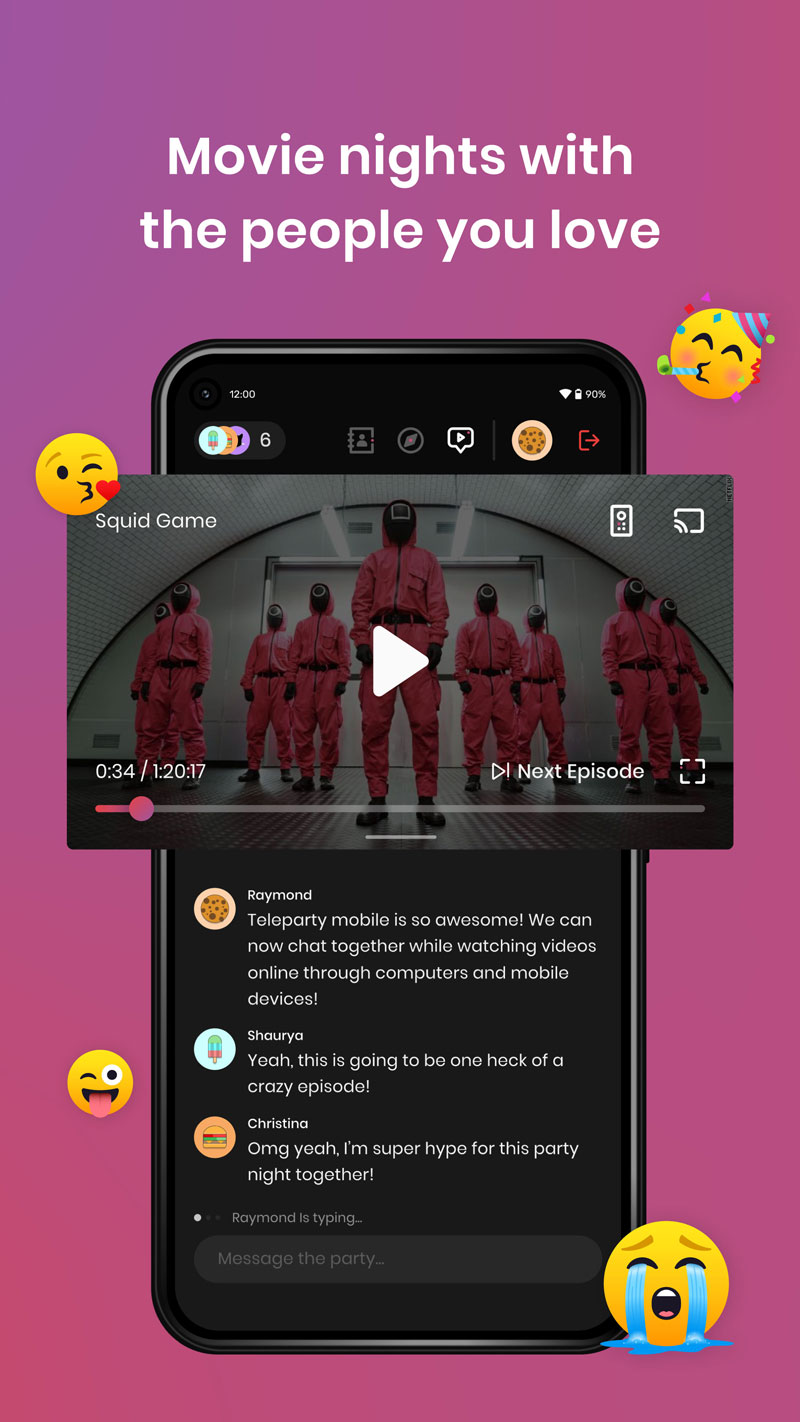 Movie nights with
the people you love
12:00
90%
6
Squid Game
NETFLIX
0:34 / 1:20:17
Next Episode
Raymond
Teleparty mobile is so awesome! We can
now chat together while watching videos
online through computers and mobile
devices!
Shaurya
Yeah, this is going to be one heck of a
crazy episode!
Christina
Omg yeah, I'm super hype for this party
night together!
Raymond Is typing...
Message the party...